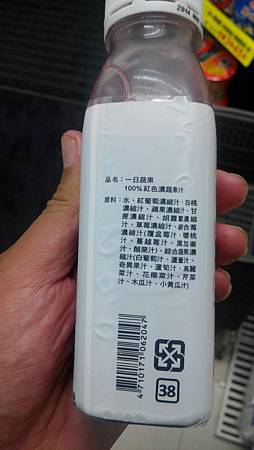 2014
品名：一日蔬果
100%紅色濃蔬果汁
原料：水、紅葡萄濃縮汁、白桃
濃縮汁、蘋果濃縮汁、甘
蔗濃縮汁、胡蘿蔔濃縮
汁、草莓濃縮汁、綜合莓
濃縮汁(覆盆莓汁、櫻桃
汁、蔓越莓汁、黑加崙
汁、醋栗汁)、綜合蔬果濃
縮汁(白葡萄汁、蘆薈汁、
奇異果汁、蘆筍汁、高麗
菜汁、花椰菜汁、芹菜
汁、木瓜汁、小黃瓜汁)
4710171062047
38